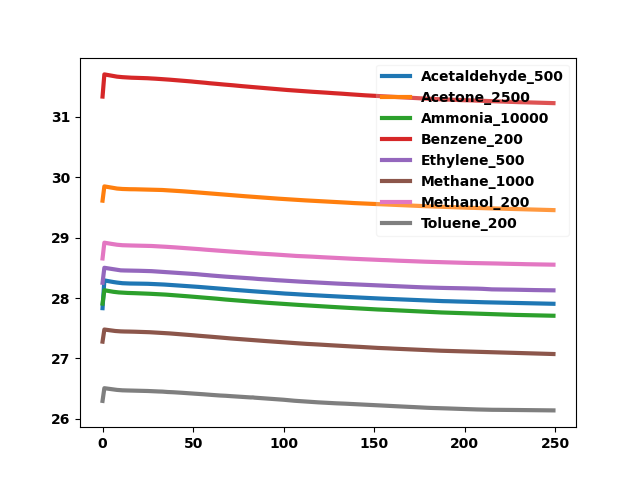 Acetaldehyde_500
Acetone_2500
Ammonia_10000
Benzene_200
Ethylene_500
Methane_1000
Methanol_200
Toluene_200
31
30
29
28
27
26
0 50 100 150 200 250